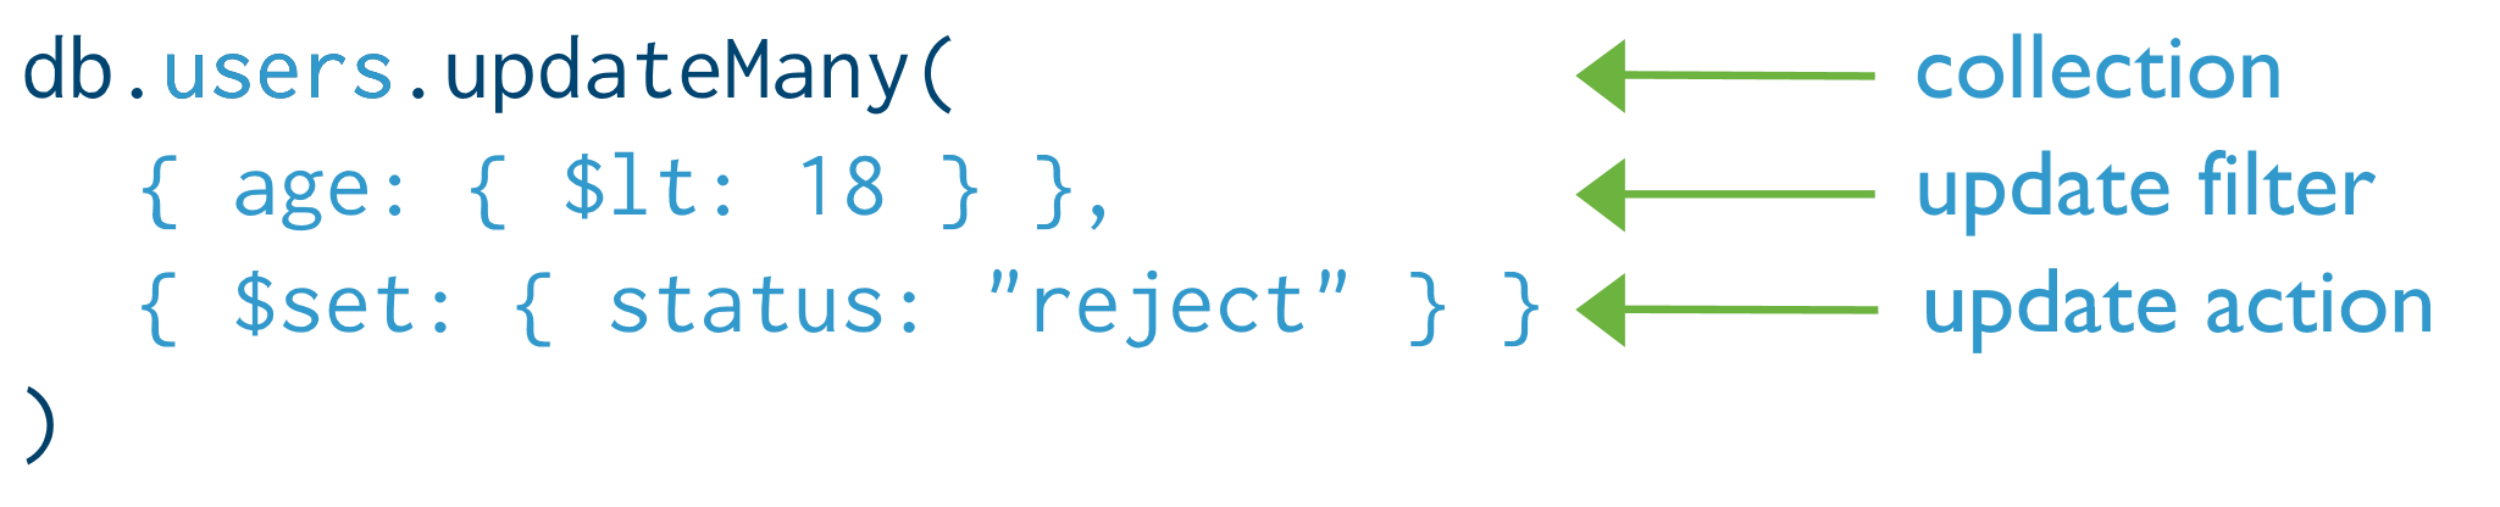 db.users.updateMany( collection
{ age: { $lt: 18 } }, update filter
{ $set: { status: ”reject” } } update action
)